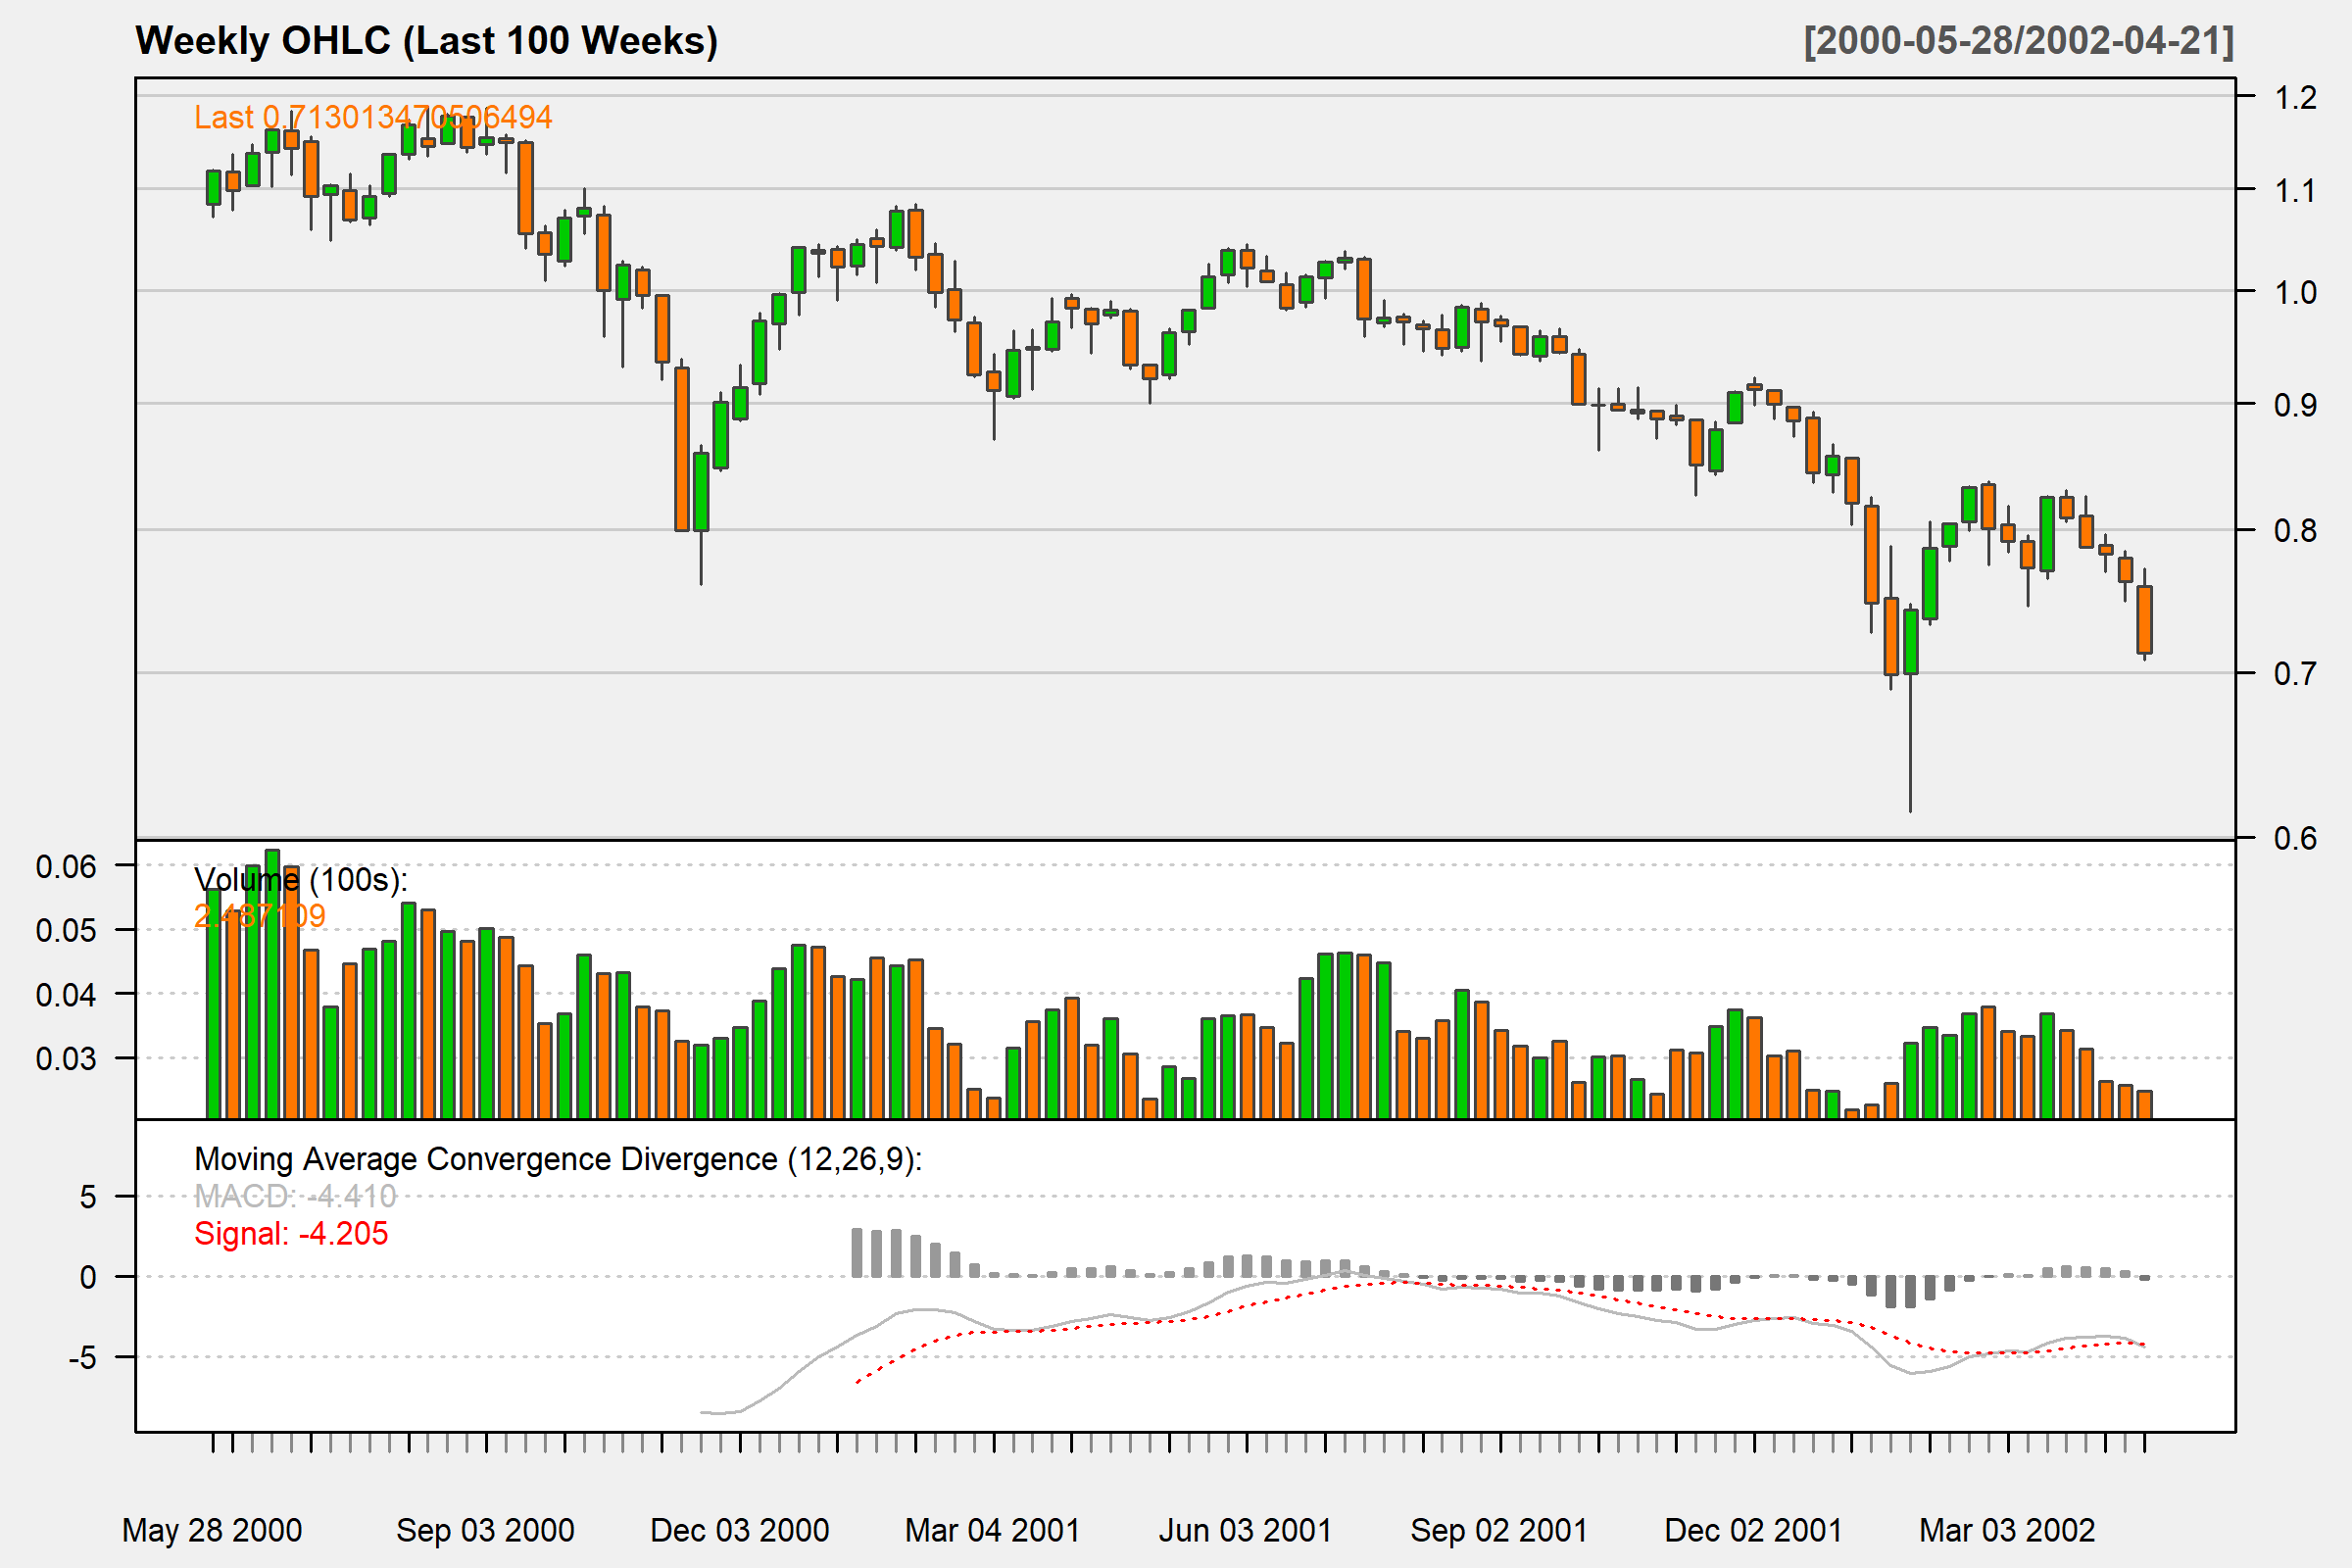 Weekly OHLC (Last 100 Weeks)
[2000-05-28/2002-04-21]
Last 0.713013470506494
1.2
1.1
1.0
0.9
0.8
0.7
0.6
Volume (100s):
2.487109
0.06
0.05
0.04
0.03
Moving Average Convergence Divergence (12,26,9):
MACD: -4.410
Signal: -4.205
5
0
-5
May 28 2000
Sep 03 2000
Dec 03 2000
Mar 04 2001
Jun 03 2001
Sep 02 2001
Dec 02 2001
Mar 03 2002